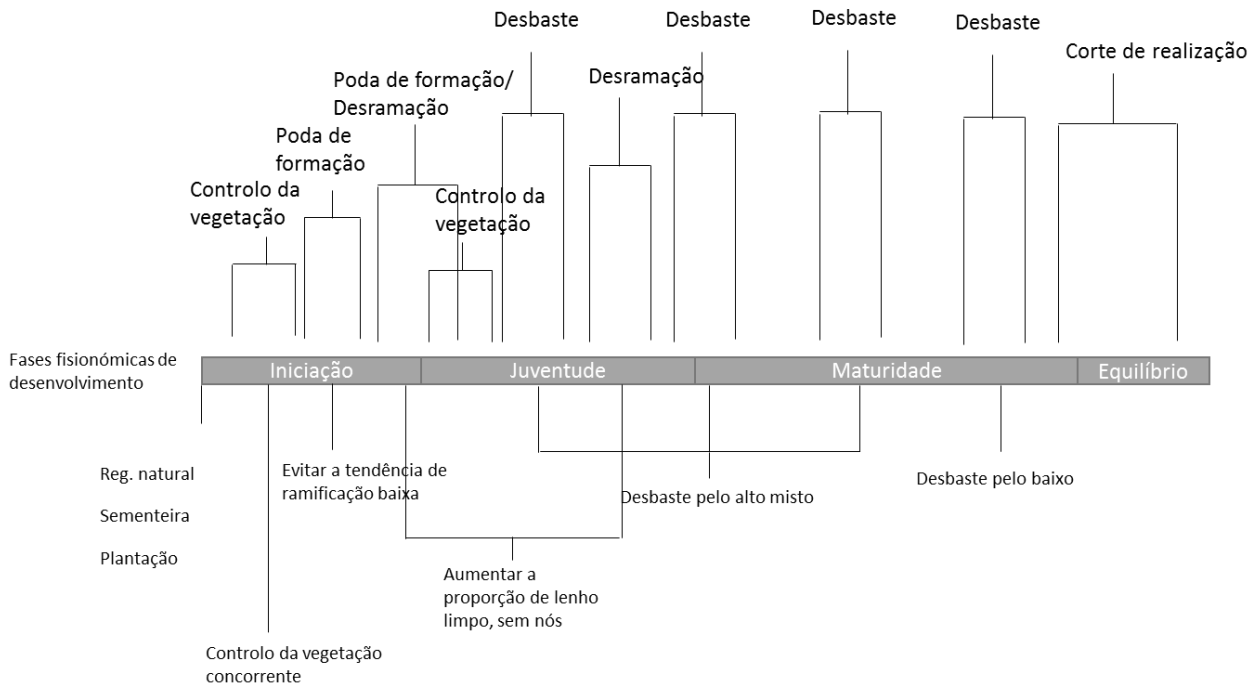 Desbaste
Desbaste
Desbaste
Desbaste
Corte de realização
Poda de formação/
Desramação
Desramação
Poda de
formação
Controlo da
vegetação
Controlo da
vegetação
Fases fisionómicas de
desenvolvimento
Iniciação
Juventude
Maturidade
Equilíbrio
Reg. natural
Sementeira
Plantação
Evitar a tendência de
ramificação baixa
Desbaste pelo alto misto
Desbaste pelo baixo
Aumentar a
proporção de lenho
limpo, sem nós
Controlo da vegetação
concorrente